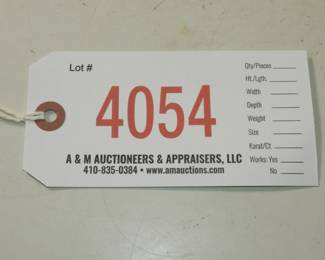 Lot #
4054
A & M AUCTIONEERS & APPRAISERS, LLC
410-835-0384 • www.amauctions.com
Qty/Pieces
Ht./Lgth.
Width
Depth
Weight
Size
Karat/Ct.
Works: Yes
No